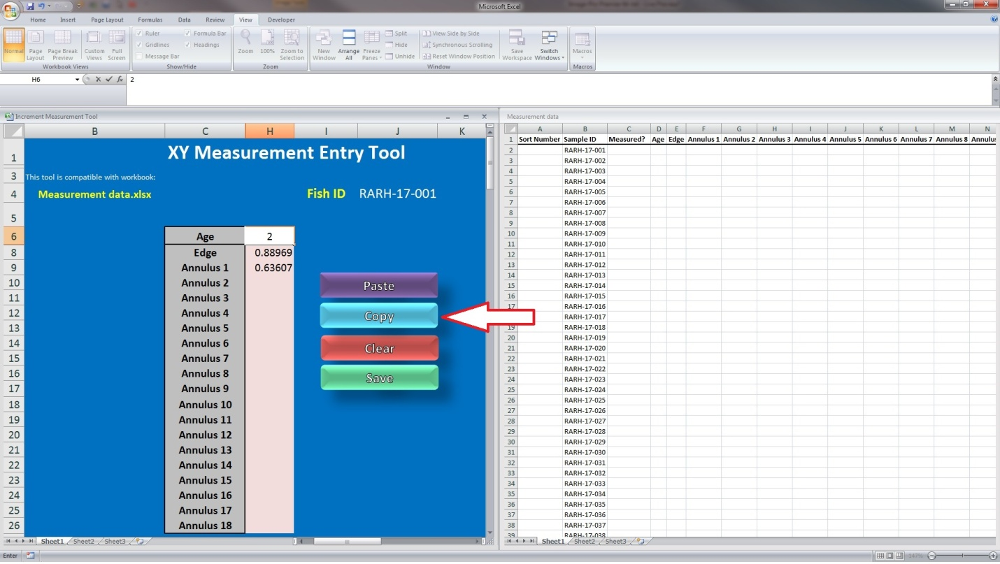 Microsoft Excel
Home Insert Page Layout Formulas Data Review View Developer
Normal Page Layout Page Break Preview Custom Views Full Screen
Workbook Views
Ruler Formula Bar
Gridlines Headings
Message Bar
Show/Hide
Zoom 100% Zoom to Selection
Zoom
New Window Arrange All Freeze Panes
Split
Hide
Unhide
View Side by Side
Synchronous Scrolling
Reset Window Position
Save Workspace Switch Windows
Window
Macros
Macros
H6 fx 2
Increment Measurement Tool
B C H I J K
1 XY Measurement Entry Tool
3 This tool is compatible with workbook:
4 Measurement data.xlsx Fish ID RARH-17-001
5
6 Age 2
8 Edge 0.88969
9 Annulus 1 0.63607
10 Annulus 2
11 Annulus 3
12 Annulus 4
13 Annulus 5
14 Annulus 6
15 Annulus 7
16 Annulus 8
17 Annulus 9
18 Annulus 10
19 Annulus 11
20 Annulus 12
21 Annulus 13
22 Annulus 14
23 Annulus 15
24 Annulus 16
25 Annulus 17
26 Annulus 18
Paste
Copy
Clear
Save
Sheet1 Sheet2 Sheet3
Measurement data
A B C D E F G H I J K L M N
1 Sort Number Sample ID Measured? Age Edge Annulus 1 Annulus 2 Annulus 3 Annulus 4 Annulus 5 Annulus 6 Annulus 7 Annulus 8 Annulu
2 RARH-17-001
3 RARH-17-002
4 RARH-17-003
5 RARH-17-004
6 RARH-17-005
7 RARH-17-006
8 RARH-17-007
9 RARH-17-008
10 RARH-17-009
11 RARH-17-010
12 RARH-17-011
13 RARH-17-012
14 RARH-17-013
15 RARH-17-014
16 RARH-17-015
17 RARH-17-016
RARH-17-017
19 RARH-17-018
20 RARH-17-019
21 RARH-17-020
22 RARH-17-021
23 RARH-17-022
24 RARH-17-023
25 RARH-17-024
26 RARH-17-025
27 RARH-17-026
28 RARH-17-027
29 RARH-17-028
30 RARH-17-029
31 RARH-17-030
32 RARH-17-031
33 RARH-17-032
34 RARH-17-033
35 RARH-17-034
36 RARH-17-035
37 RARH-17-036
38 RARH-17-037
39 RARH-17-038
Sheet1 Sheet2 Sheet3
Enter 147%